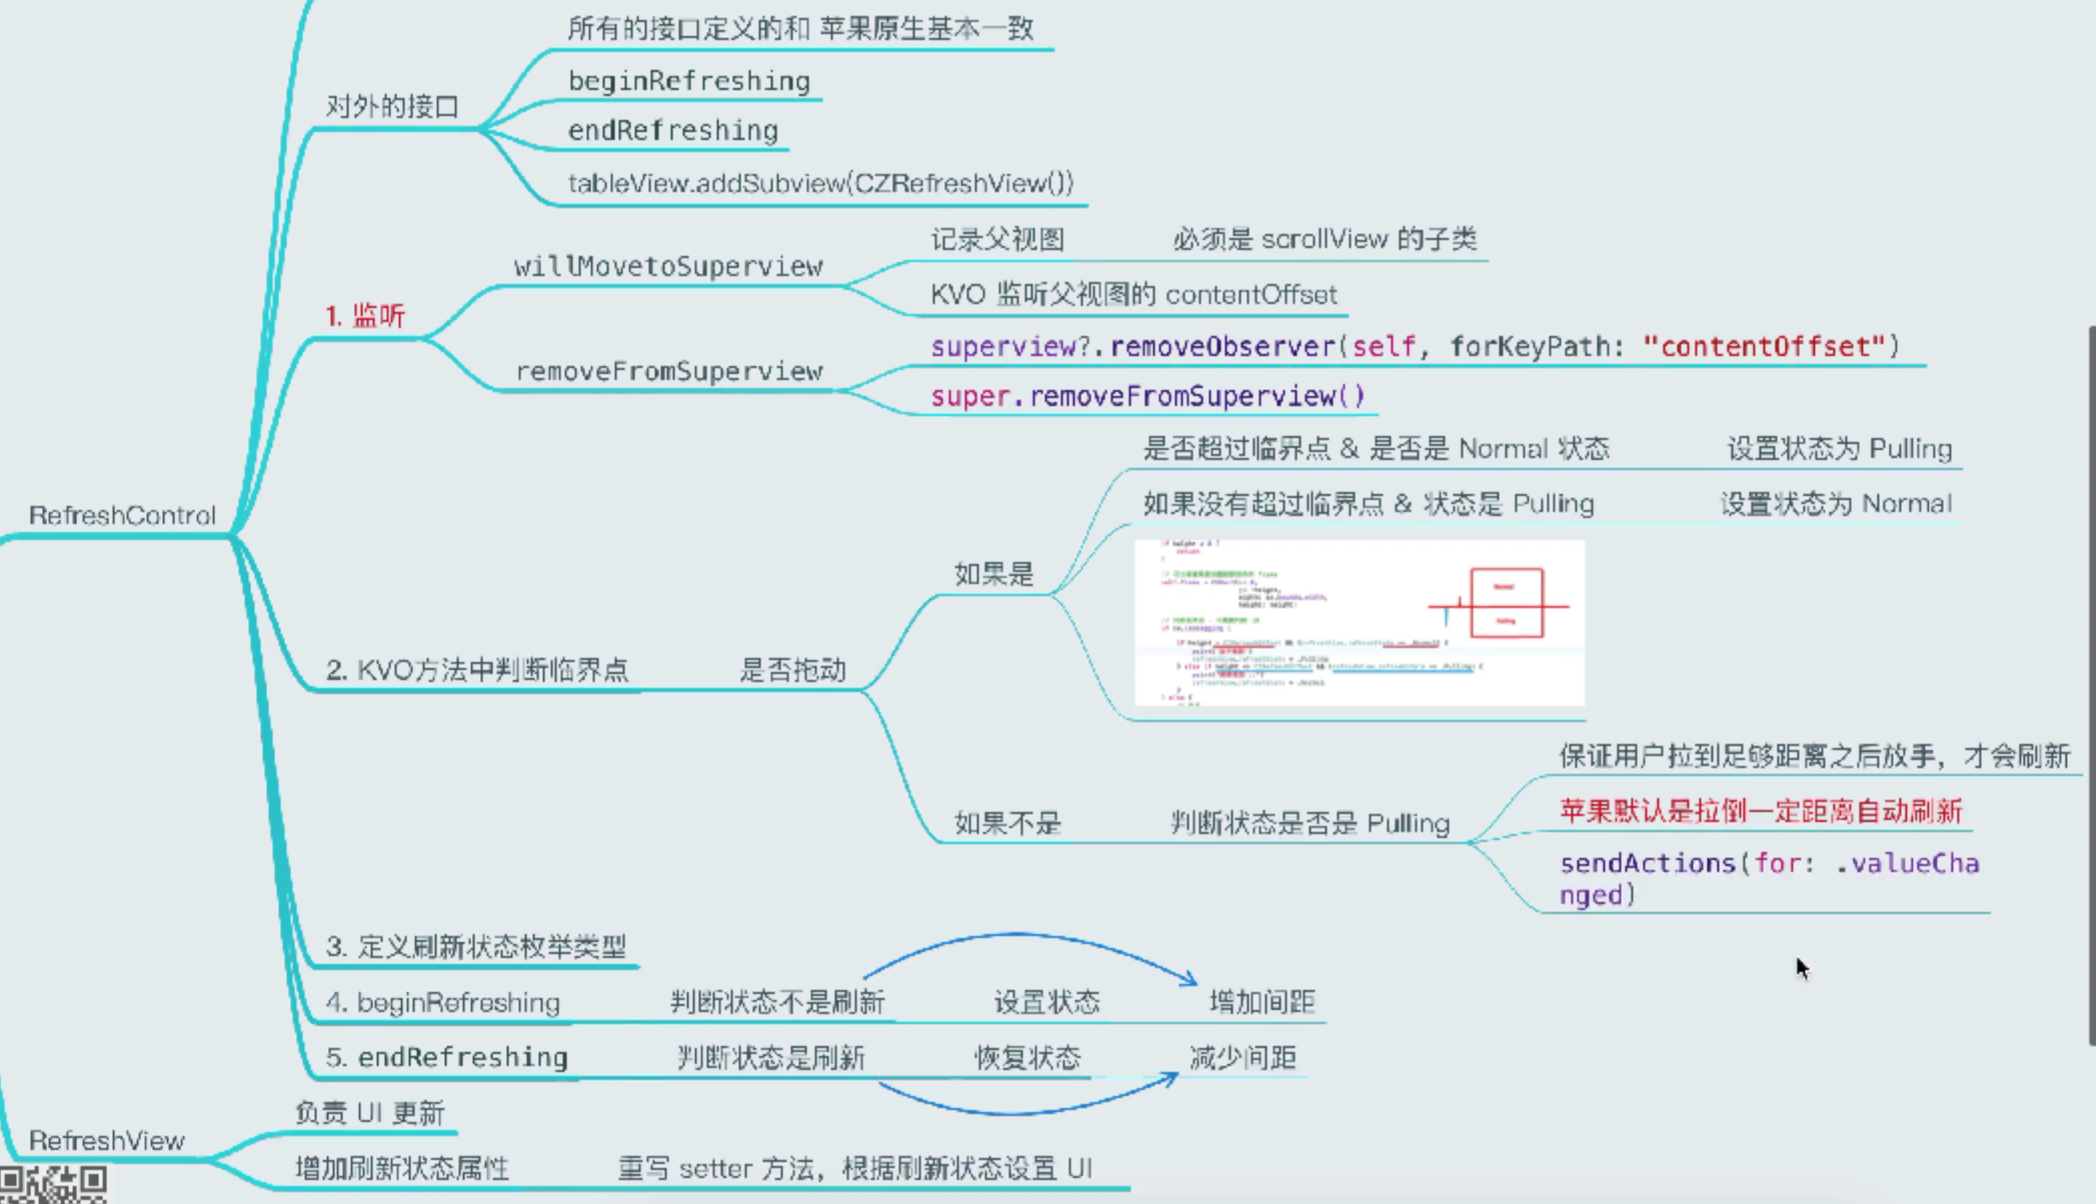 所有的接口定义的和 苹果原生基本一致
beginRefreshing
对外的接口
endRefreshing
tableView.addSubview(CZRefreshView())
记录父视图
必须是 scrollView 的子类
willMovetoSuperview
KVO 监听父视图的 contentOffset
1. 监听
superview?.removeObserver(self, forKeyPath: "contentOffset")
removeFromSuperview
super.removeFromSuperview()
是否超过临界点 & 是否是 Normal 状态
设置状态为 Pulling
如果没有超过临界点 & 状态是 Pulling
设置状态为 Normal
RefreshControl
如果是
Normal
Pulling
2. KVO方法中判断临界点
是否拖动
保证用户拉到足够距离之后放手，才会刷新
苹果默认是拉倒一定距离自动刷新
如果不是
判断状态是否是 Pulling
sendActions(for: .valueCha
nged)
3. 定义刷新状态枚举类型
4. beginRefreshing
判断状态不是刷新
设置状态
增加间距
5. endRefreshing
判断状态是刷新
恢复状态
减少间距
负责 UI 更新
RefreshView
增加刷新状态属性
重写 setter 方法，根据刷新状态设置 UI